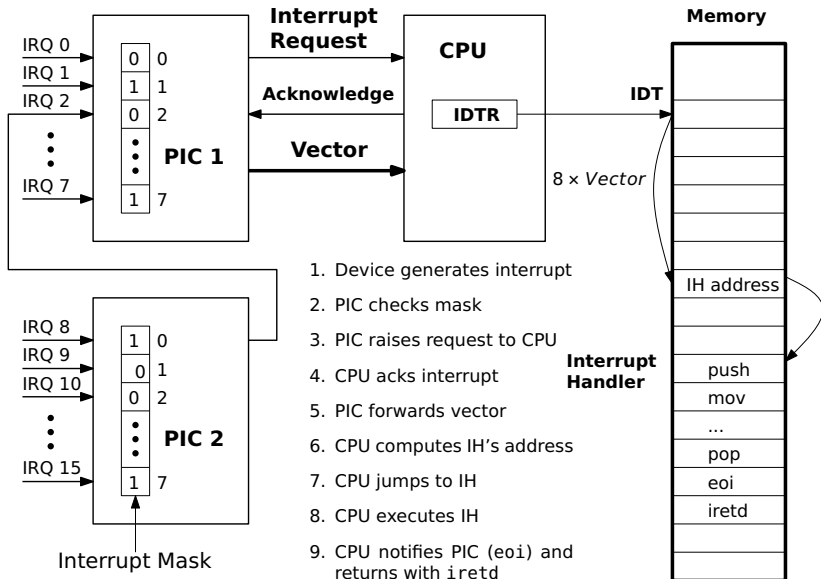 Memory
Interrupt
Request
CPU
IRQ 0
0 0
IRQ 1
1 1
IRQ 2
0 2
Acknowledge
IDTR
IDT
PIC 1
Vector
8 × Vector
IRQ 7
1 7
1. Device generates interrupt
2. PIC checks mask
3. PIC raises request to CPU
4. CPU acks interrupt
5. PIC forwards vector
6. CPU computes IH's address
7. CPU jumps to IH
8. CPU executes IH
9. CPU notifies PIC (eoi) and
returns with iretd
IH address
Interrupt
Handler
push
mov
...
pop
eoi
iretd
IRQ 8
1 0
IRQ 9
0 1
IRQ 10
0 2
PIC 2
IRQ 15
1 7
Interrupt Mask